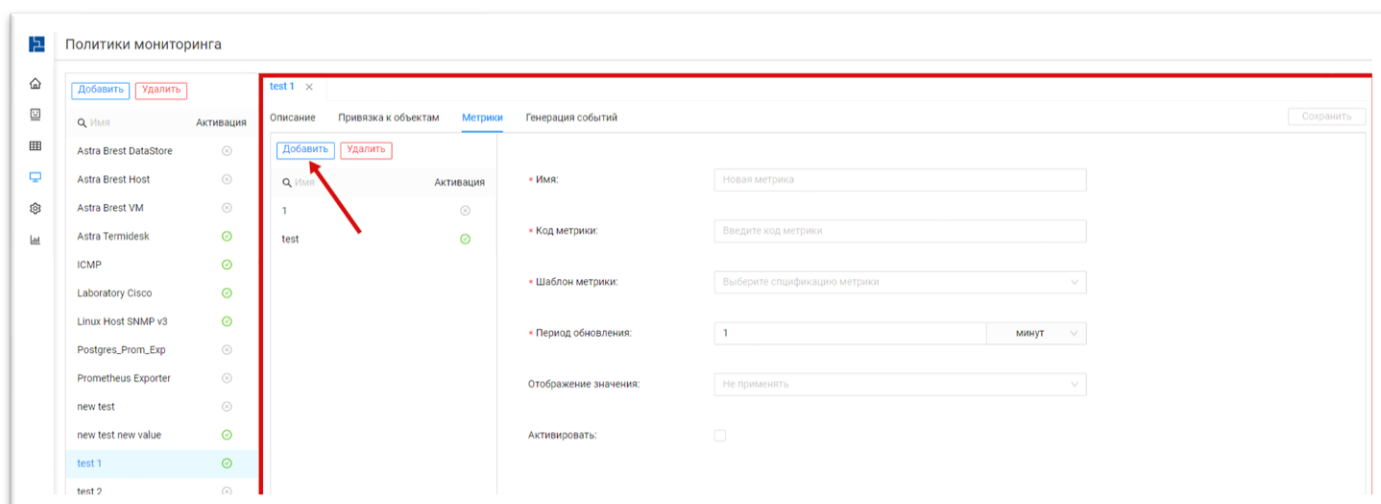 Политики мониторинга
Добавить Удалить
Имя Активация
Astra Brest DataStore
Astra Brest Host
Astra Brest VM
Astra Termidesk
ICMP
Laboratory Cisco
Linux Host SNMP v3
Postgres_Prom_Exp
Prometheus Exporter
new test
new test new value
test 1
test 2
test 1
Описание Привязка к объектам Метрики Генерация событий Сохранить
Добавить Удалить
Имя Активация
1
test
* Имя: Новая метрика
* Код метрики: Введите код метрики
* Шаблон метрики: Выберите спцификацию метрики
* Период обновления: 1 минут
Отображение значения: Не применять
Активировать: